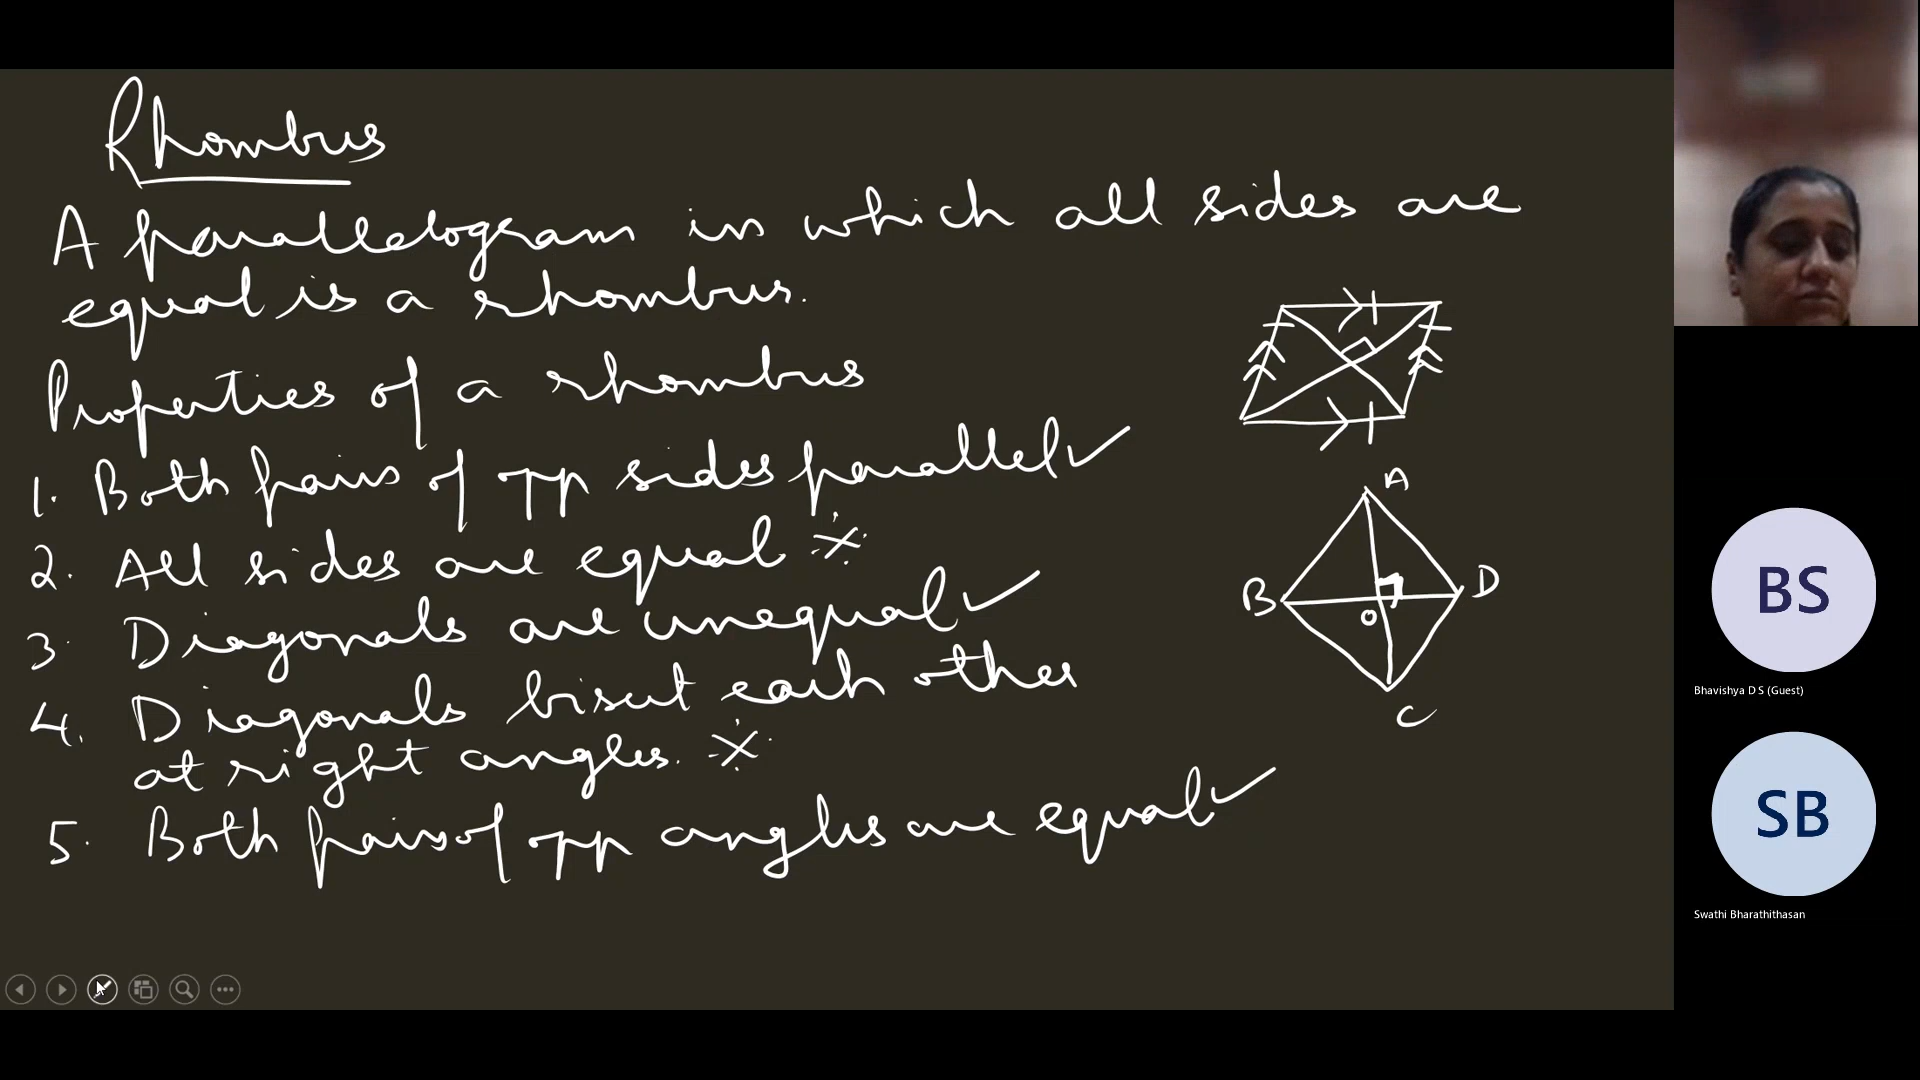 Rhombus
A parallelogram in which all sides are
equal is a rhombus.
Properties of a rhombus
1. Both pairs of opp sides parallel ✓
2. All sides are equal ※
3. Diagonals are unequal ✓
4. Diagonals bisect each other
at right angles. ※
5. Both pairs of opp angles are equal ✓
A
B
D
O
C
BS
Bhavishya D S (Guest)
SB
Swathi Bharathithasan